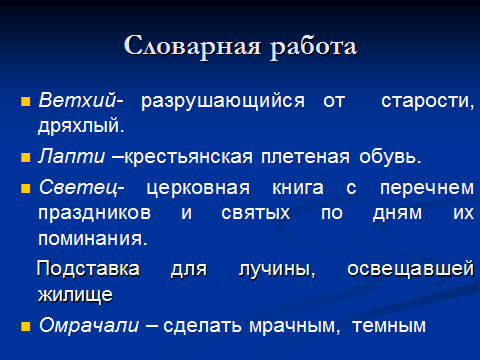 Словарная работа
Ветхий- разрушающийся от старости,
дряхлый.
Лапти –крестьянская плетеная обувь.
Светец- церковная книга с перечнем
праздников и святых по дням их
поминания.
Подставка для лучины, освещавшей
жилище
Омрачали – сделать мрачным, темным